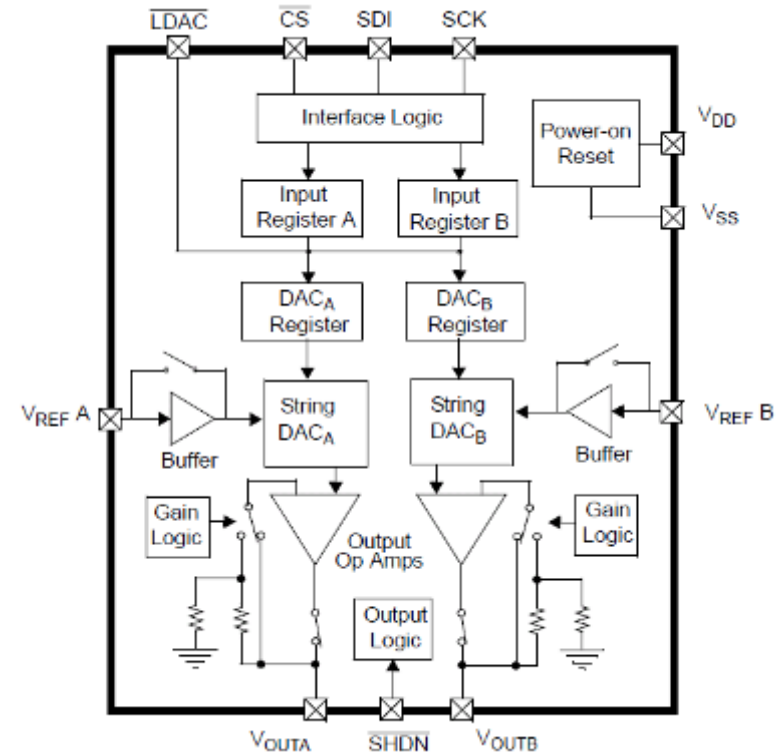 LDAC CS SDI SCK
Interface Logic
Power-on
Reset
VDD
VSS
Input
Register A
Input
Register B
DACA
Register
DACB
Register
VREF A
Buffer
String
DACA
String
DACB
Buffer
VREF B
Gain
Logic
Output
Op Amps
Gain
Logic
Output
Logic
VOUTA SHDN VOUTB